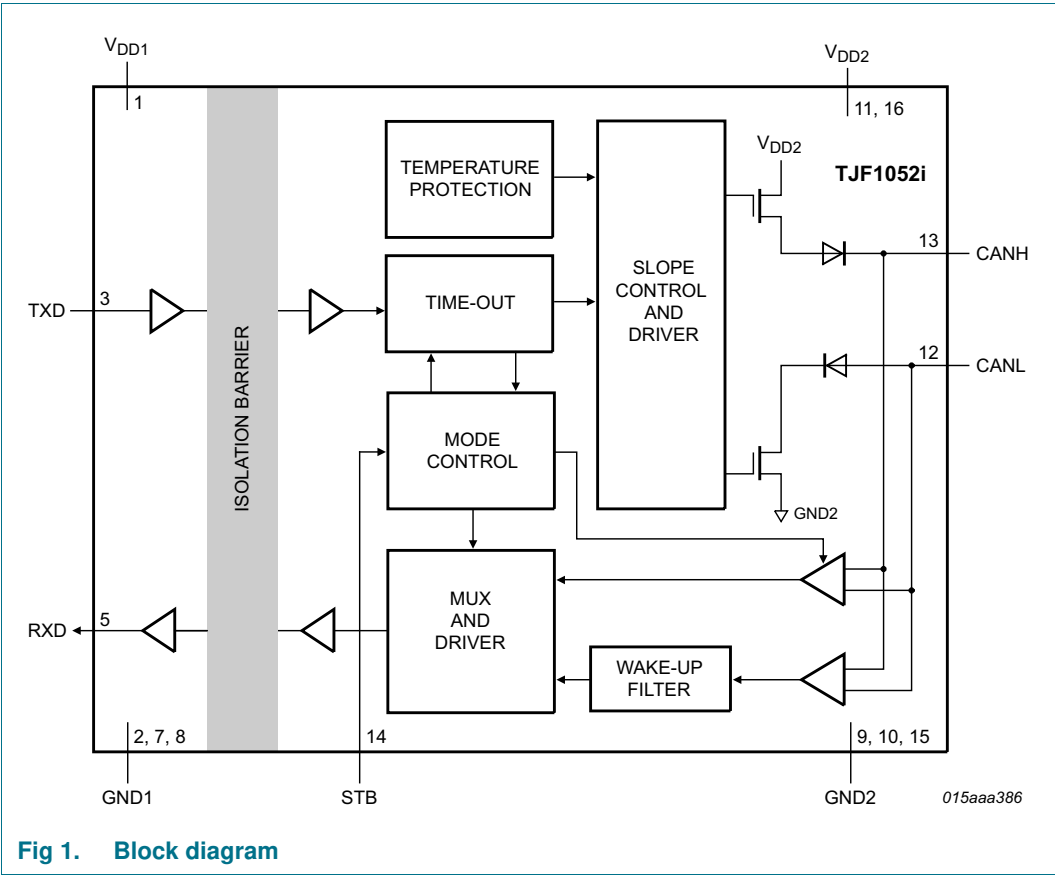 VDD1
VDD2
1
11, 16
TEMPERATURE
PROTECTION
VDD2
TJF1052i
SLOPE
CONTROL
AND
DRIVER
13
CANH
TXD
3
TIME-OUT
ISOLATION BARRIER
12
CANL
MODE
CONTROL
GND2
MUX
AND
DRIVER
RXD
5
WAKE-UP
FILTER
2, 7, 8
14
9, 10, 15
GND1
STB
GND2
015aaa386
Fig 1. Block diagram